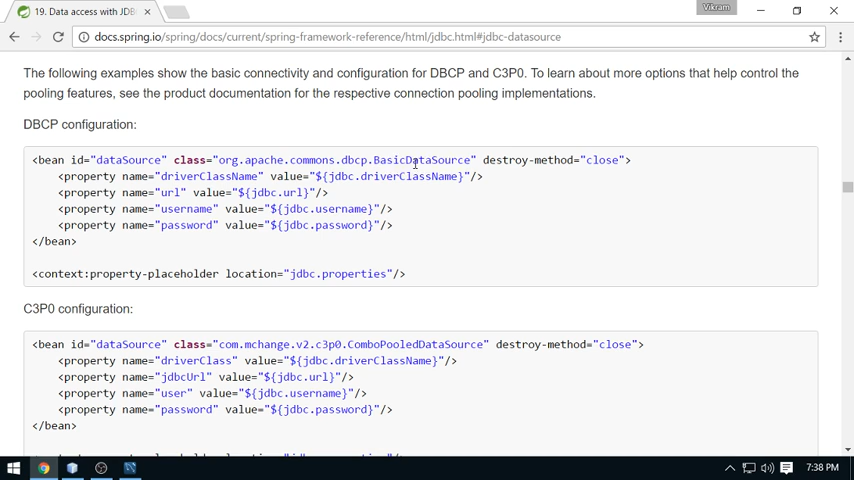 19. Data access with JDB
Vikram
docs.spring.io/spring/docs/current/spring-framework-reference/html/jdbc.html#jdbc-datasource
The following examples show the basic connectivity and configuration for DBCP and C3P0. To learn about more options that help control the
pooling features, see the product documentation for the respective connection pooling implementations.
DBCP configuration:
<bean id="dataSource" class="org.apache.commons.dbcp.BasicDataSource" destroy-method="close">
<property name="driverClassName" value="${jdbc.driverClassName}"/>
<property name="url" value="${jdbc.url}"/>
<property name="username" value="${jdbc.username}"/>
<property name="password" value="${jdbc.password}"/>
</bean>
<context:property-placeholder location="jdbc.properties"/>
C3P0 configuration:
<bean id="dataSource" class="com.mchange.v2.c3p0.ComboPooledDataSource" destroy-method="close">
<property name="driverClass" value="${jdbc.driverClassName}"/>
<property name="jdbcUrl" value="${jdbc.url}"/>
<property name="user" value="${jdbc.username}"/>
<property name="password" value="${jdbc.password}"/>
</bean>
7:38 PM